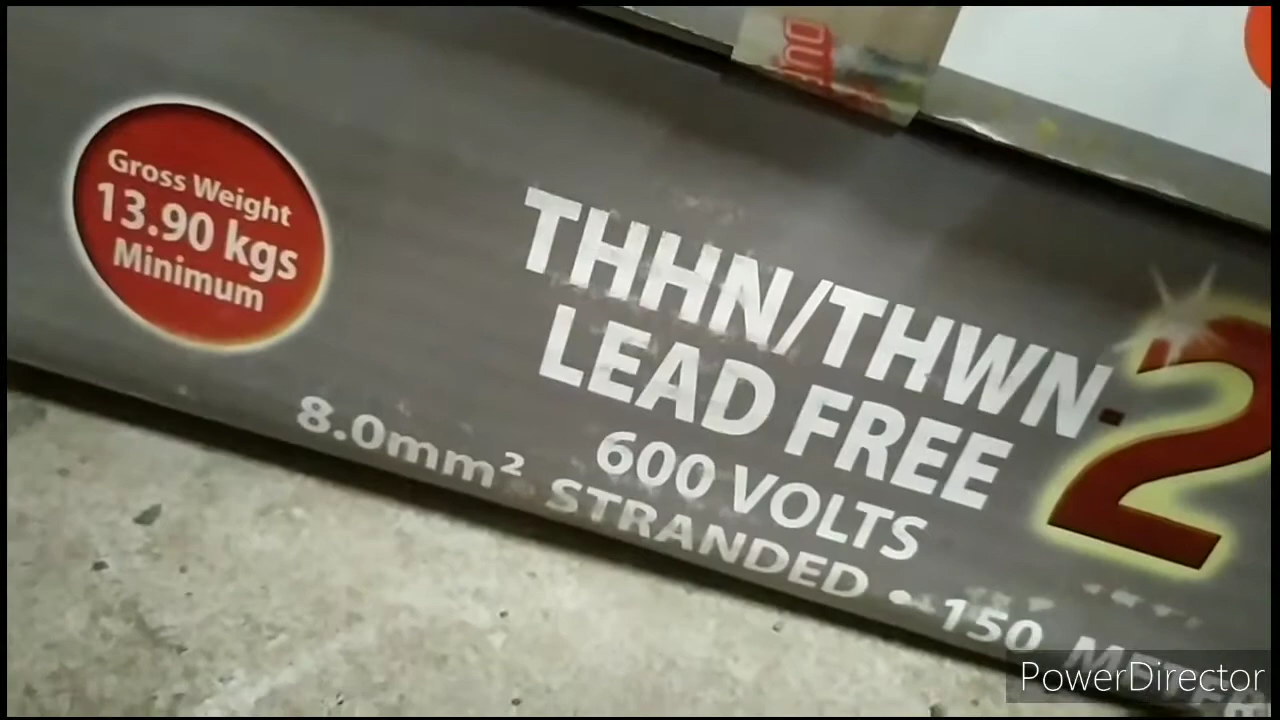 Gross Weight
13.90 kgs
Minimum
THHN/THWN-2
LEAD FREE
600 VOLTS
8.0mm² STRANDED • 150
PowerDirector